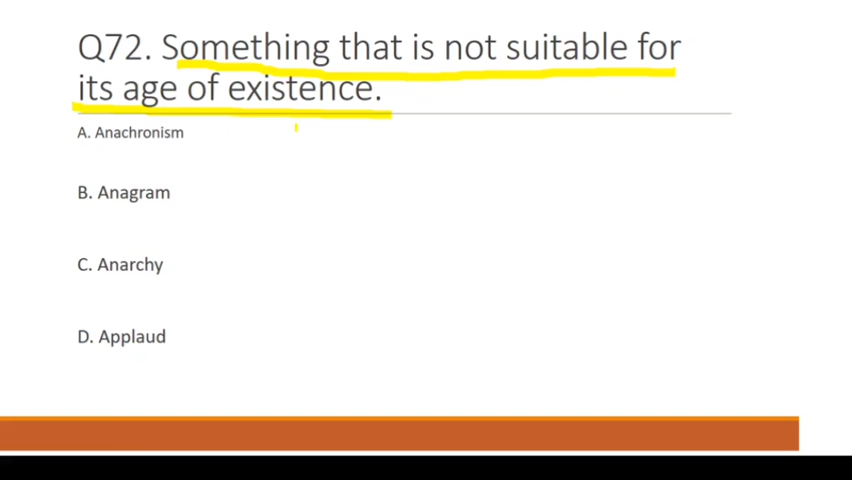 Q72. Something that is not suitable for
its age of existence.
A. Anachronism
B. Anagram
C. Anarchy
D. Applaud